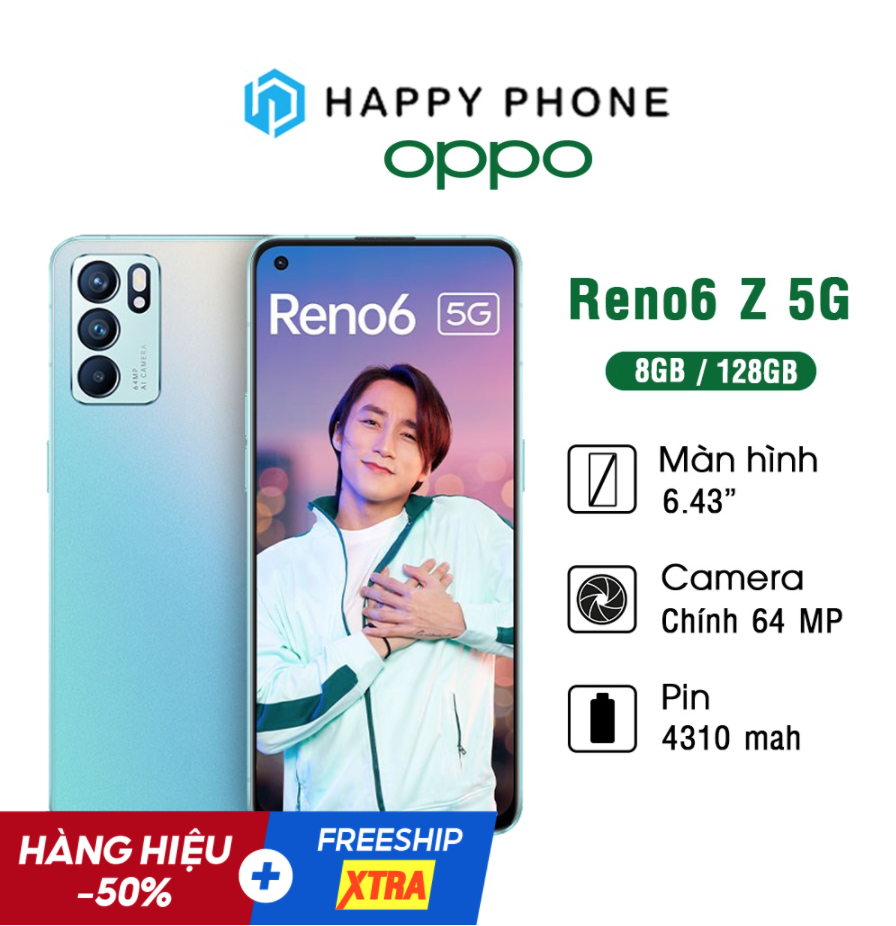 HAPPY PHONE
oppo
Reno6 5G
64MP
AI CAMERA
Reno6 Z 5G
8GB / 128GB
Màn hình
6.43”
Camera
Chính 64 MP
Pin
4310 mah
HÀNG HIỆU
-50%
+
FREESHIP
XTRA